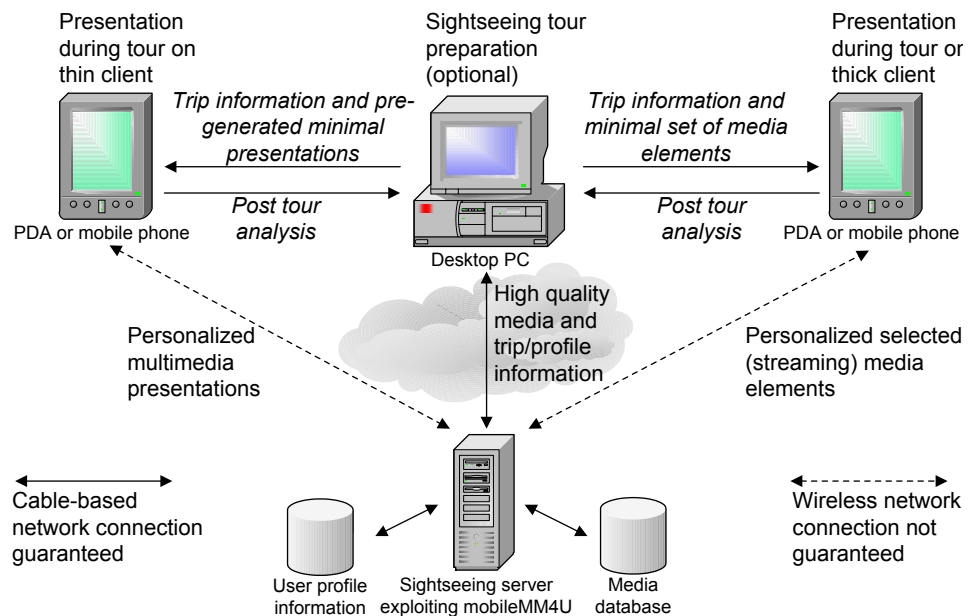 Presentation
during tour on
thin client
Sightseeing tour
preparation
(optional)
Presentation
during tour on
thick client
Trip information and pre-
generated minimal
presentations
Trip information and
minimal set of media
elements
Post tour
analysis
Post tour
analysis
PDA or mobile phone
Desktop PC
PDA or mobile phone
High quality
media and
trip/profile
information
Personalized
multimedia
presentations
Personalized selected
(streaming) media
elements
Cable-based
network connection
guaranteed
Wireless network
connection not
guaranteed
User profile
information
Sightseeing server
exploiting mobileMM4U
Media
database